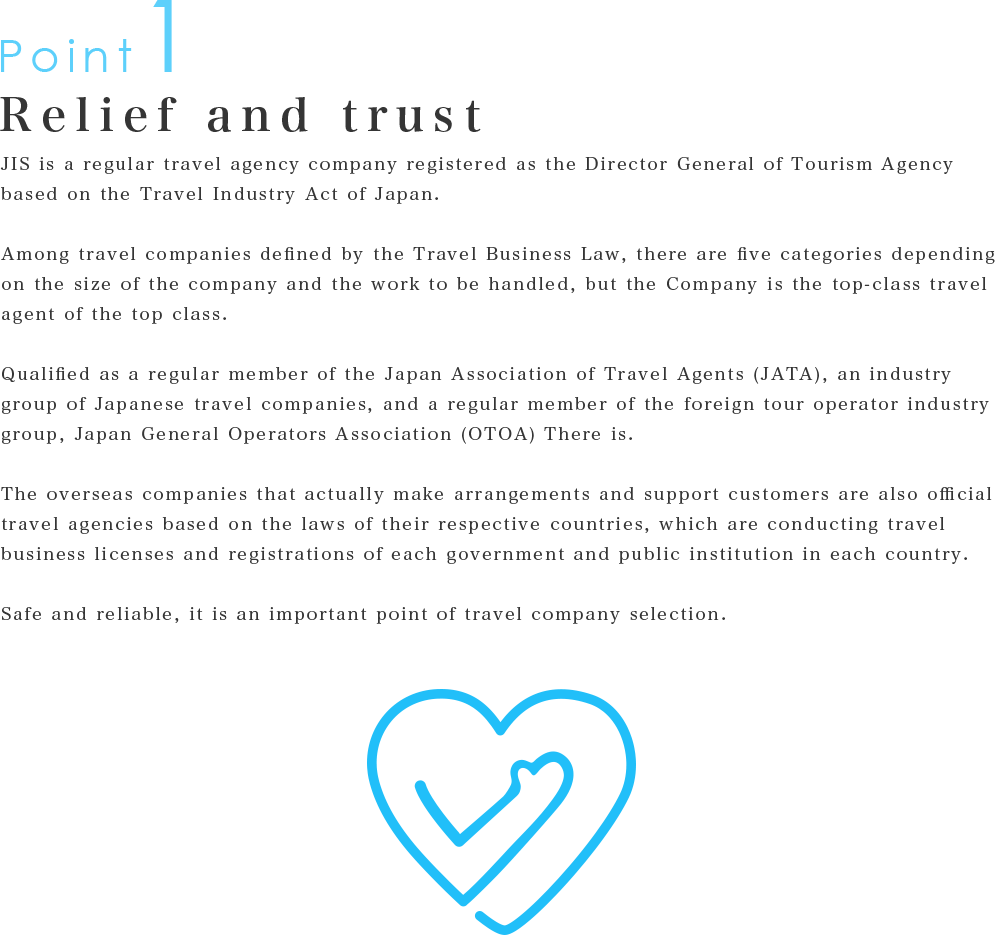 Point 1
Relief and trust
JIS is a regular travel agency company registered as the Director General of Tourism Agency
based on the Travel Industry Act of Japan.
Among travel companies defined by the Travel Business Law, there are five categories depending
on the size of the company and the work to be handled, but the Company is the top-class travel
agent of the top class.
Qualified as a regular member of the Japan Association of Travel Agents (JATA), an industry
group of Japanese travel companies, and a regular member of the foreign tour operator industry
group, Japan General Operators Association (OTOA) There is.
The overseas companies that actually make arrangements and support customers are also official
travel agencies based on the laws of their respective countries, which are conducting travel
business licenses and registrations of each government and public institution in each country.
Safe and reliable, it is an important point of travel company selection.